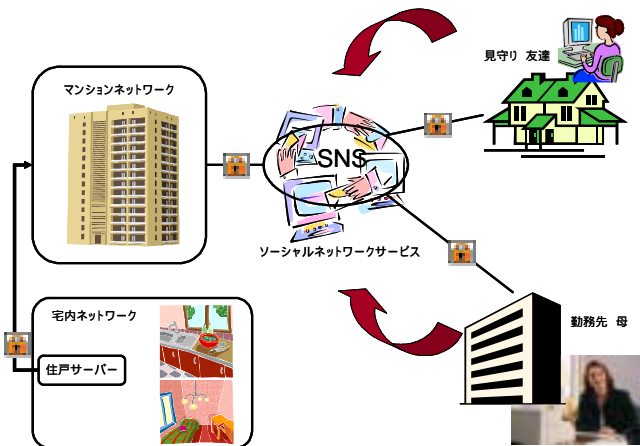 見守り 友達
マンションネットワーク
SNS
ソーシャルネットワークサービス
宅内ネットワーク
住戸サーバー
勤務先 母